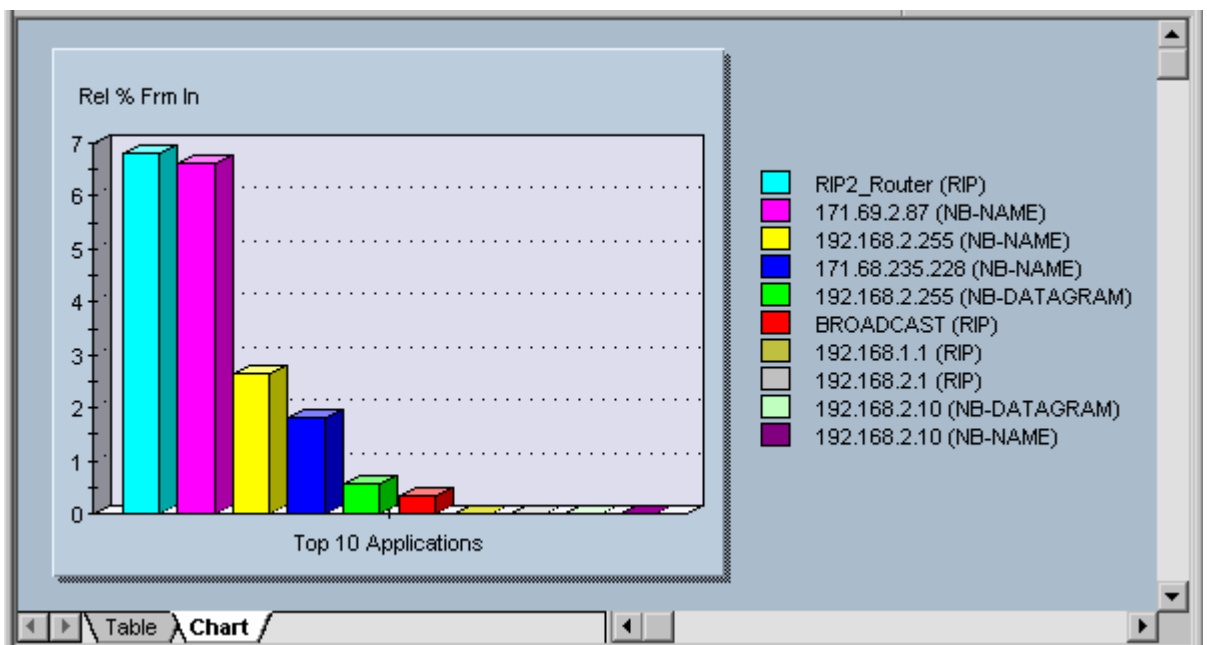 Rel % Frm In
7
6
5
4
3
2
1
0
Top 10 Applications
RIP2_Router (RIP)
171.69.2.87 (NB-NAME)
192.168.2.255 (NB-NAME)
171.68.235.228 (NB-NAME)
192.168.2.255 (NB-DATAGRAM)
BROADCAST (RIP)
192.168.1.1 (RIP)
192.168.2.1 (RIP)
192.168.2.10 (NB-DATAGRAM)
192.168.2.10 (NB-NAME)
Table Chart